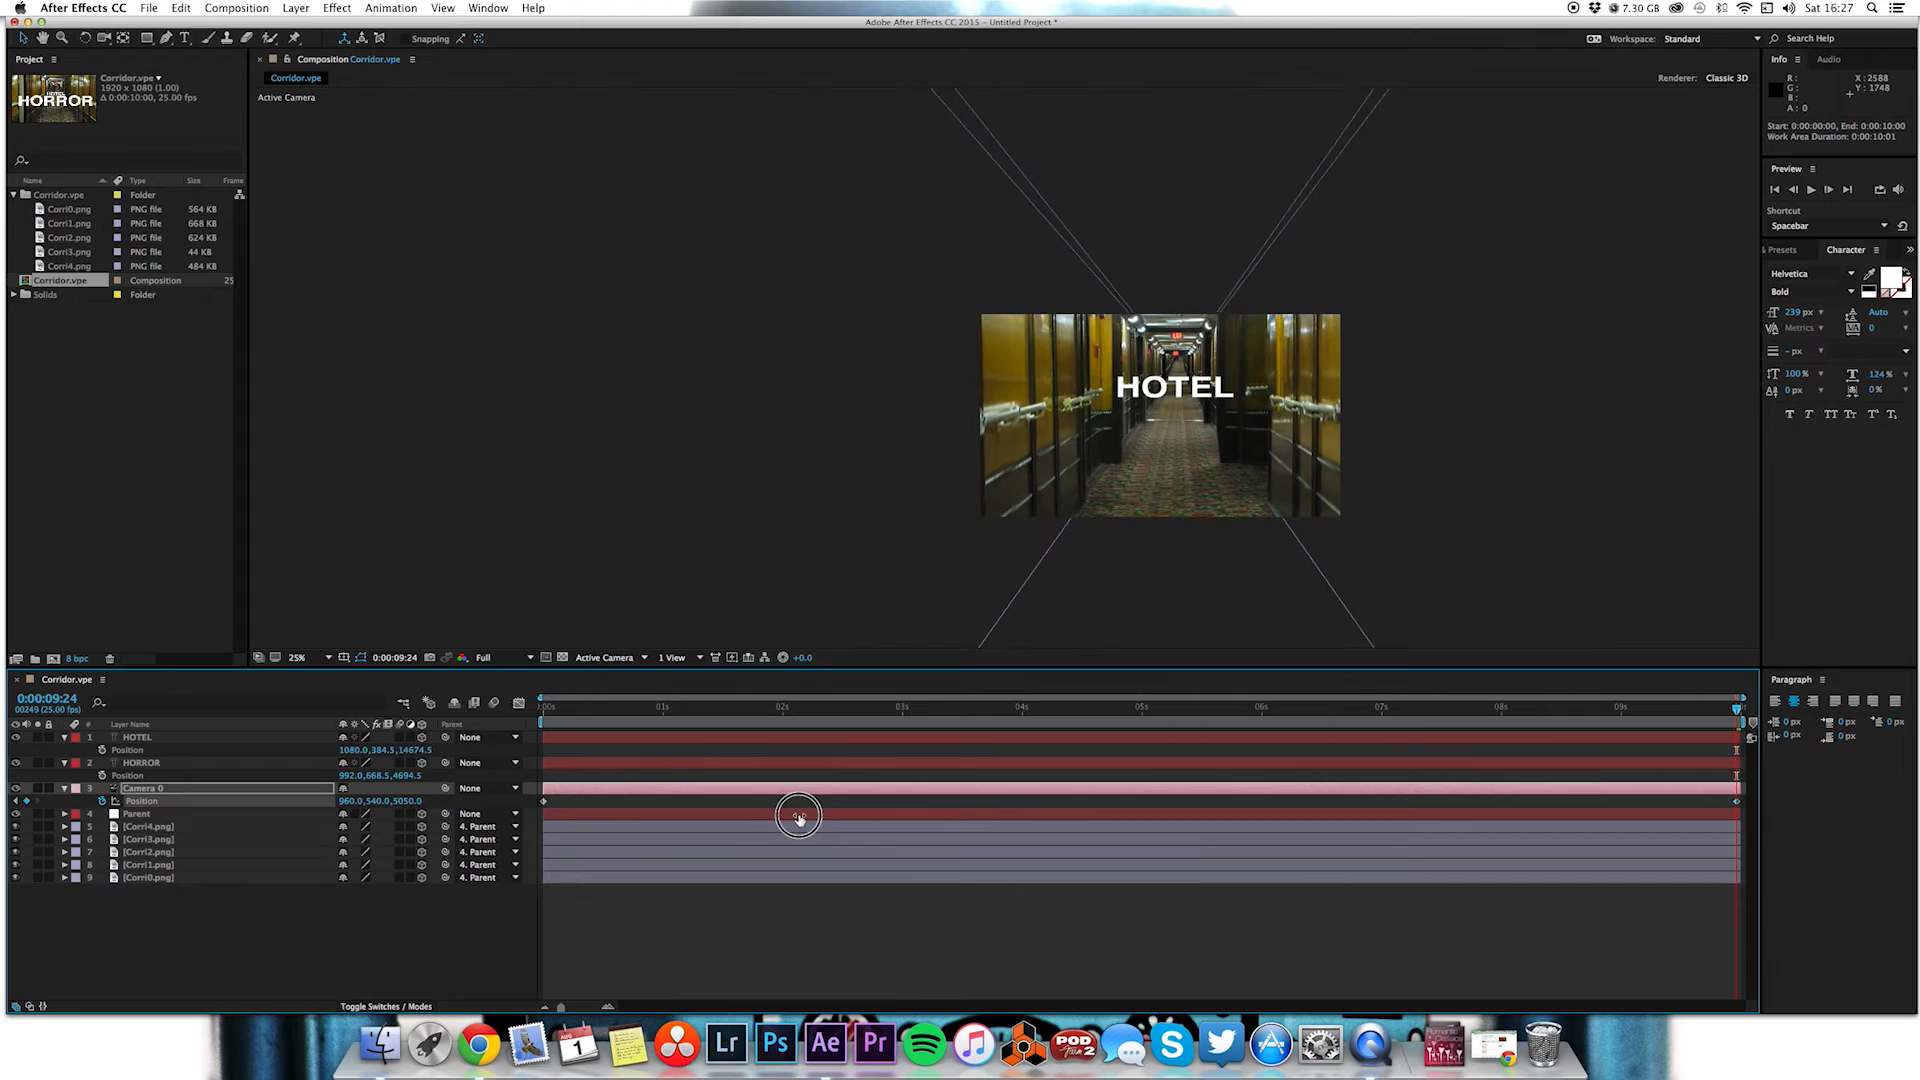 After Effects CC File Edit Composition Layer Effect Animation View Window Help 7.30 GB Sat 16:27
Adobe After Effects CC 2015 - Untitled Project *
Snapping Workspace: Standard Search Help
Project
Corridor.vpe
1920 x 1080 (1.00)
Δ 0:00:10:00, 25.00 fps
HOTEL
HORROR
Name Type Size Frame
Corridor.vpe Folder
Corri0.png PNG file 564 KB
Corri1.png PNG file 668 KB
Corri2.png PNG file 624 KB
Corri3.png PNG file 44 KB
Corri4.png PNG file 484 KB
Corridor.vpe Composition 25
Solids Folder
8 bpc
Composition Corridor.vpe
Corridor.vpe
Renderer: Classic 3D
Active Camera
HOTEL
25% 0:00:09:24 Full Active Camera 1 View +0.0
Info Audio
R: X: 2588
G: Y: 1748
B:
A: 0
Start: 0:00:00:00, End: 0:00:10:00
Work Area Duration: 0:00:10:01
Preview
Shortcut
Spacebar
Presets Character
Helvetica
Bold
239 px Auto
Metrics 0
- px
100 % 124 %
0 px 0 %
T T TT Tt T¹ T₁
Corridor.vpe
0:00:09:24
00249 (25.00 fps)
:00s 01s 02s 03s 04s 05s 06s 07s 08s 09s
# Layer Name Parent
1 HOTEL None
Position 1080.0,384.5,14674.5
2 HORROR None
Position 992.0,668.5,4694.5
3 Camera 0 None
Position 960.0,540.0,5050.0
4 Parent None
5 [Corri4.png] 4. Parent
6 [Corri3.png] 4. Parent
7 [Corri2.png] 4. Parent
8 [Corri1.png] 4. Parent
9 [Corri0.png] 4. Parent
Toggle Switches / Modes
Paragraph
0 px 0 px 0 px
0 px 0 px
AUG
1
Lr Ps Ae Pr
POD
Farm 2
S